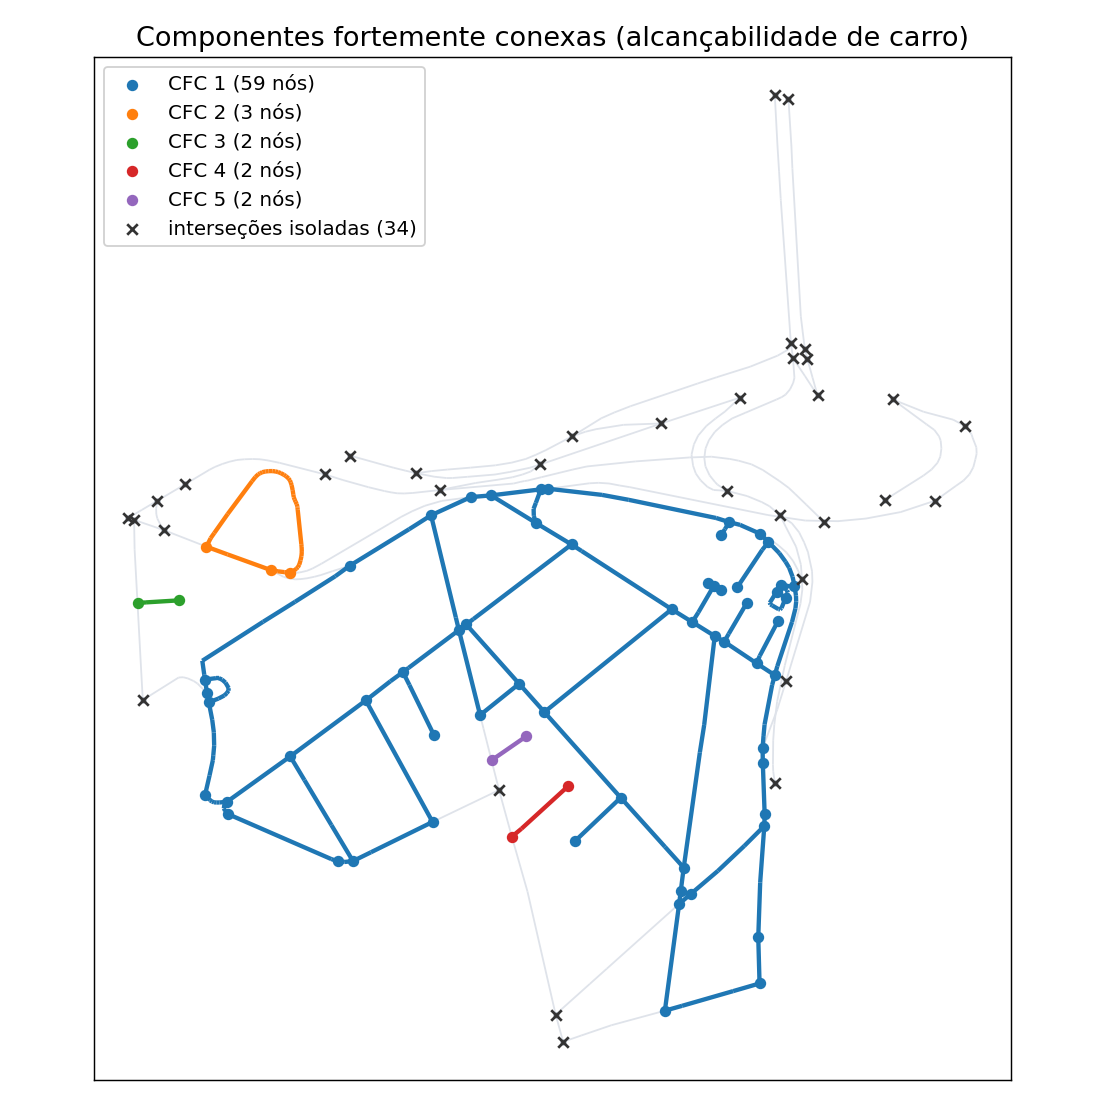 Componentes fortemente conexas (alcançabilidade de carro)
CFC 1 (59 nós)
CFC 2 (3 nós)
CFC 3 (2 nós)
CFC 4 (2 nós)
CFC 5 (2 nós)
interseções isoladas (34)